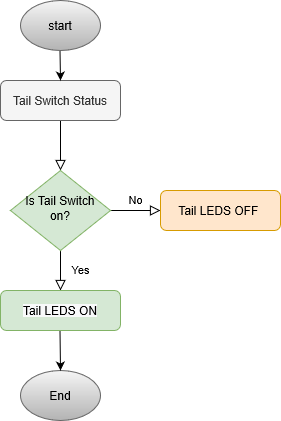 start
Tail Switch Status
Is Tail Switch
on?
No
Tail LEDS OFF
Yes
Tail LEDS ON
End